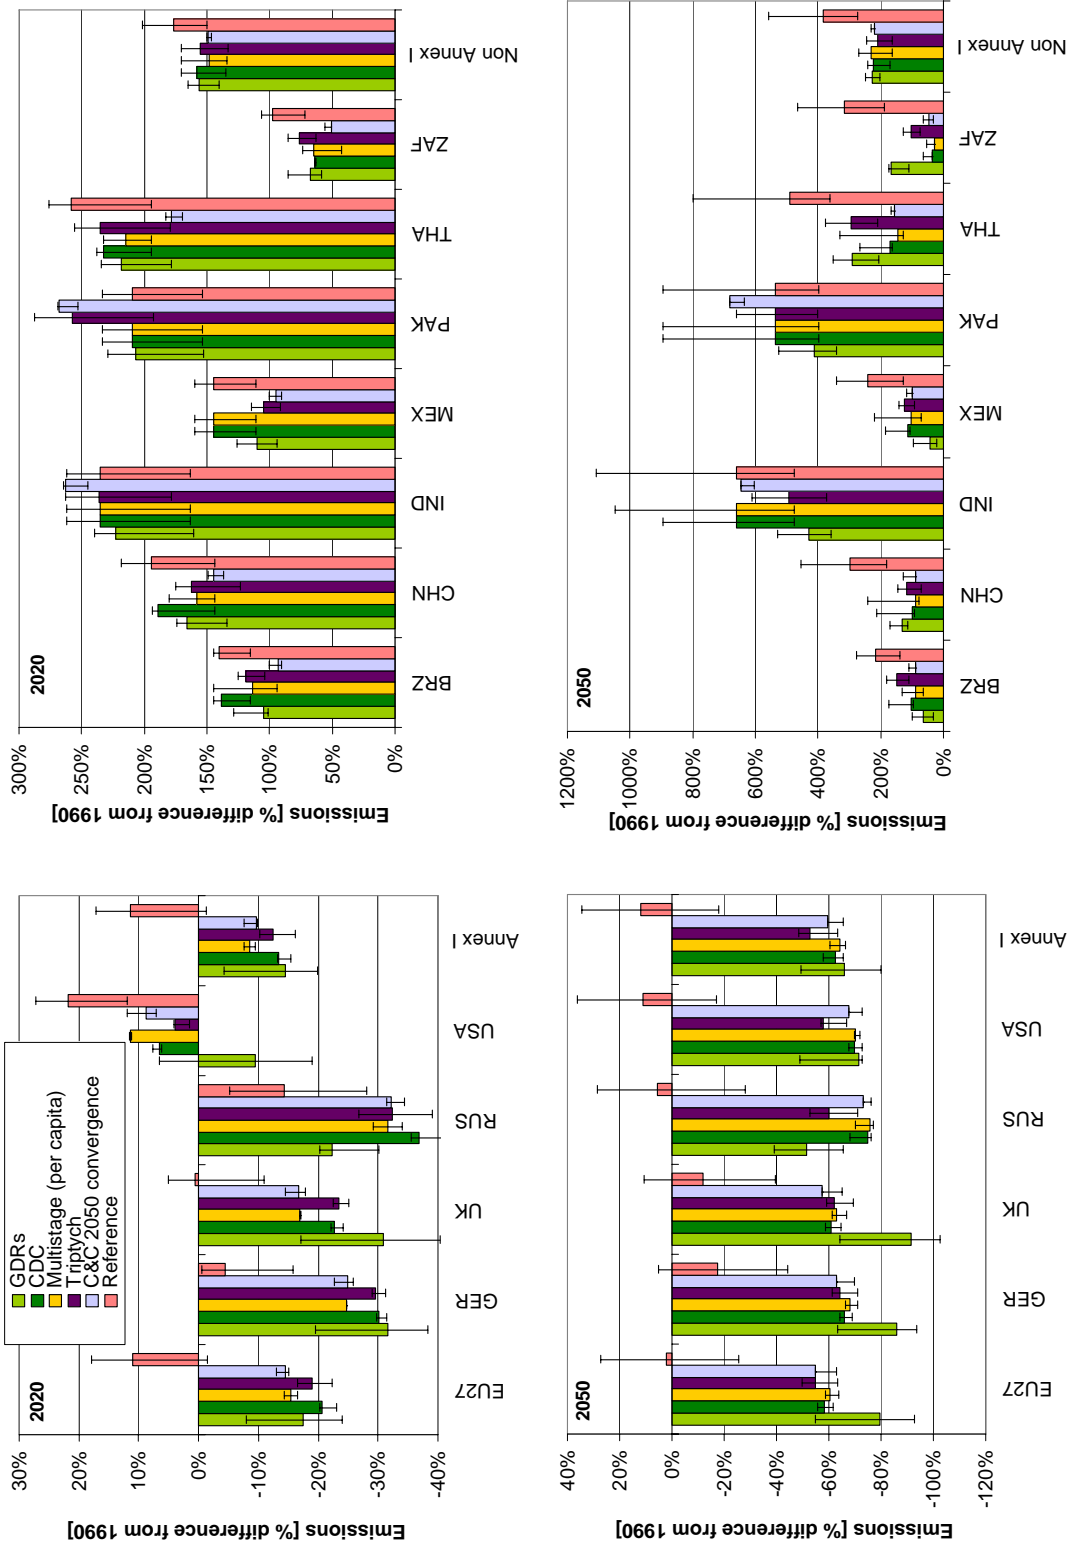 2020
GDRs
CDC
Multistage (per capita)
Triptych
C&C 2050 convergence
Reference
30%
20%
10%
0%
-10%
-20%
-30%
-40%
Emissions [% difference from 1990]
EU27
GER
UK
RUS
USA
Annex I
2020
300%
250%
200%
150%
100%
50%
0%
Emissions [% difference from 1990]
BRZ
CHN
IND
MEX
PAK
THA
ZAF
Non Annex I
2050
40%
20%
0%
-20%
-40%
-60%
-80%
-100%
-120%
Emissions [% difference from 1990]
EU27
GER
UK
RUS
USA
Annex I
2050
1200%
1000%
800%
600%
400%
200%
0%
Emissions [% difference from 1990]
BRZ
CHN
IND
MEX
PAK
THA
ZAF
Non Annex I